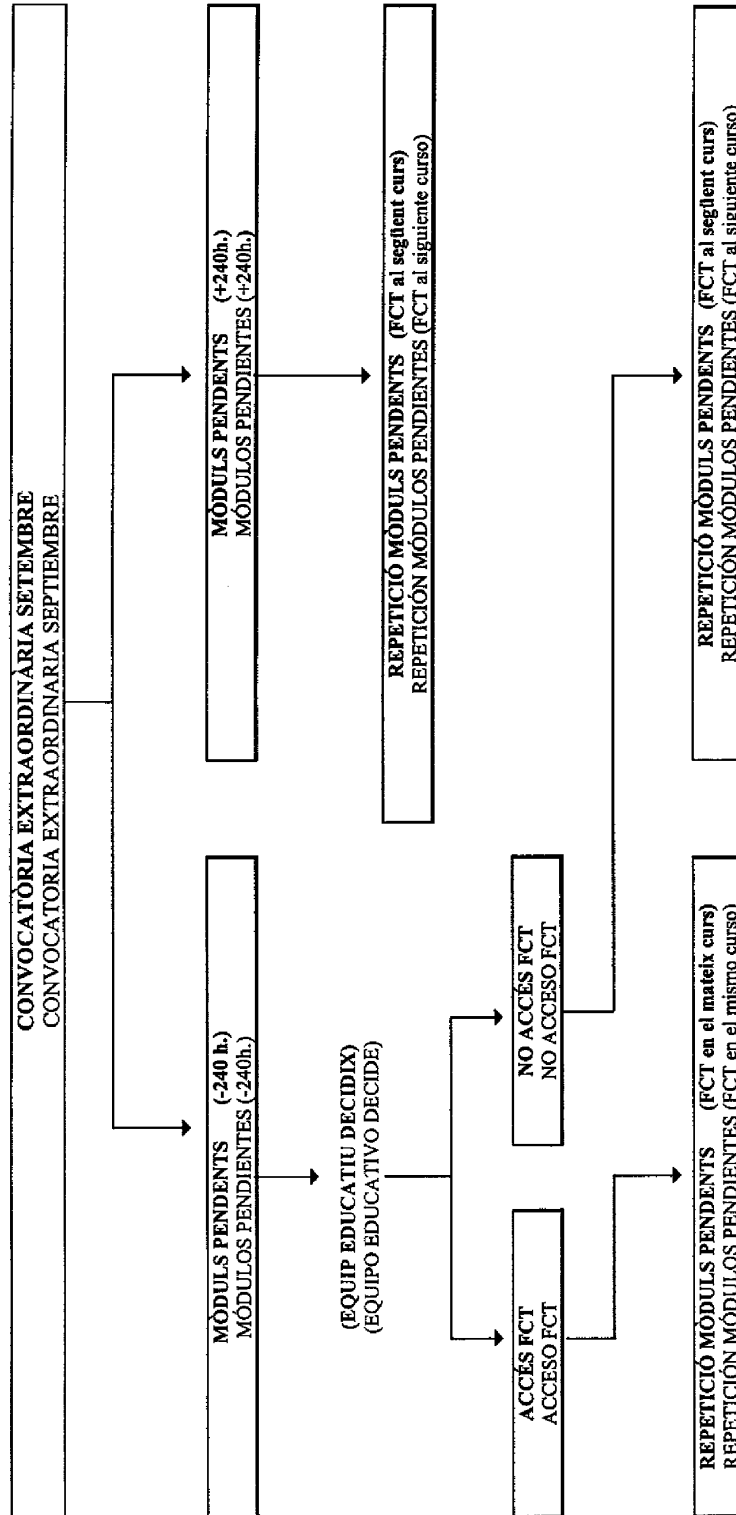 CONVOCATÒRIA EXTRAORDINÀRIA SETEMBRE
CONVOCATORIA EXTRAORDINARIA SEPTIEMBRE
MÒDULS PENDENTS (-240 h.)
MÓDULOS PENDIENTES (-240h.)
MÒDULS PENDENTS (+240h.)
MÓDULOS PENDIENTES (+240h.)
(EQUIP EDUCATIU DECIDIX)
(EQUIPO EDUCATIVO DECIDE)
REPETICIÓ MÒDULS PENDENTS (FCT al següent curs)
REPETICIÓN MÓDULOS PENDIENTES (FCT al siguiente curso)
ACCÉS FCT
ACCESO FCT
NO ACCÉS FCT
NO ACCESO FCT
REPETICIÓ MÒDULS PENDENTS (FCT en el mateix curs)
REPETICIÓN MÓDULOS PENDIENTES (FCT en el mismo curso)
REPETICIÓ MÒDULS PENDENTS (FCT al següent curs)
REPETICIÓN MÓDULOS PENDIENTES (FCT al siguiente curso)